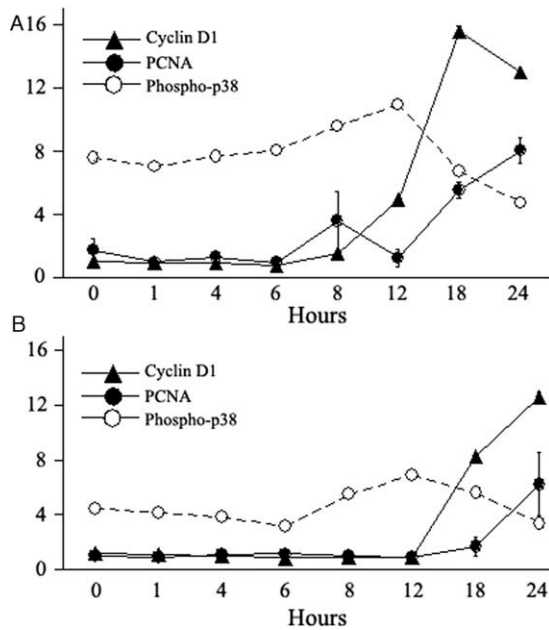 A
16
Cyclin D1
PCNA
12
Phospho-p38
8
4
0
0 1 4 6 8 12 18 24
Hours
B
16
Cyclin D1
PCNA
12
Phospho-p38
8
4
0
0 1 4 6 8 12 18 24
Hours